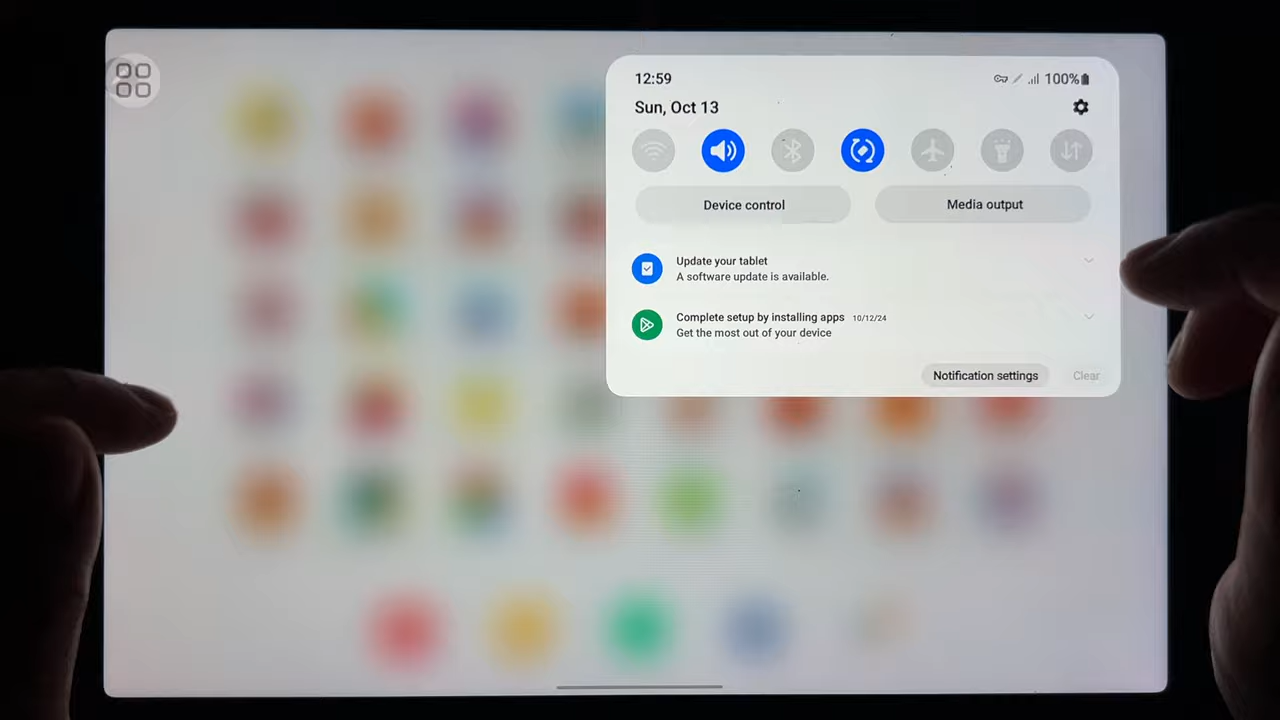 12:59
100%
Sun, Oct 13
Device control
Media output
Update your tablet
A software update is available.
Complete setup by installing apps 10/12/24
Get the most out of your device
Notification settings
Clear